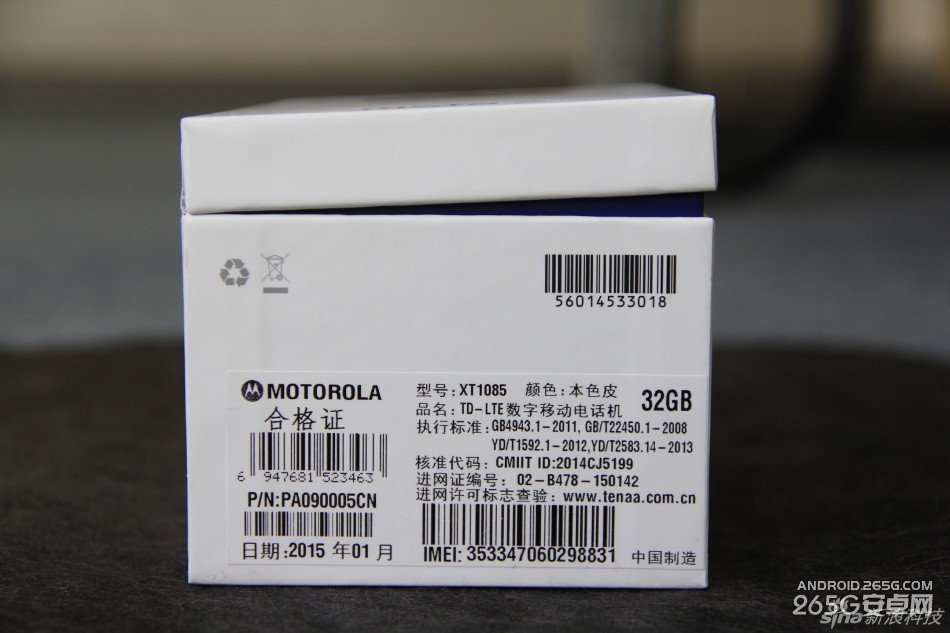 56014533018
MOTOROLA
合格证
6 947681 523463
P/N:PA090005CN
日期:2015 年01 月
型号:XT1085 颜色:本色皮
32GB
品名:TD-LTE数字移动电话机
执行标准:GB4943.1-2011, GB/T22450.1-2008
YD/T1592.1-2012,YD/T2583.14-2013
核准代码:CMIIT ID:2014CJ5199
进网证编号: 02-B478-150142
进网许可标志查验: www.tenaa.com.cn
IMEI: 353347060298831
中国制造
ANDROID.265G.COM
265G安卓网
sina新浪科技